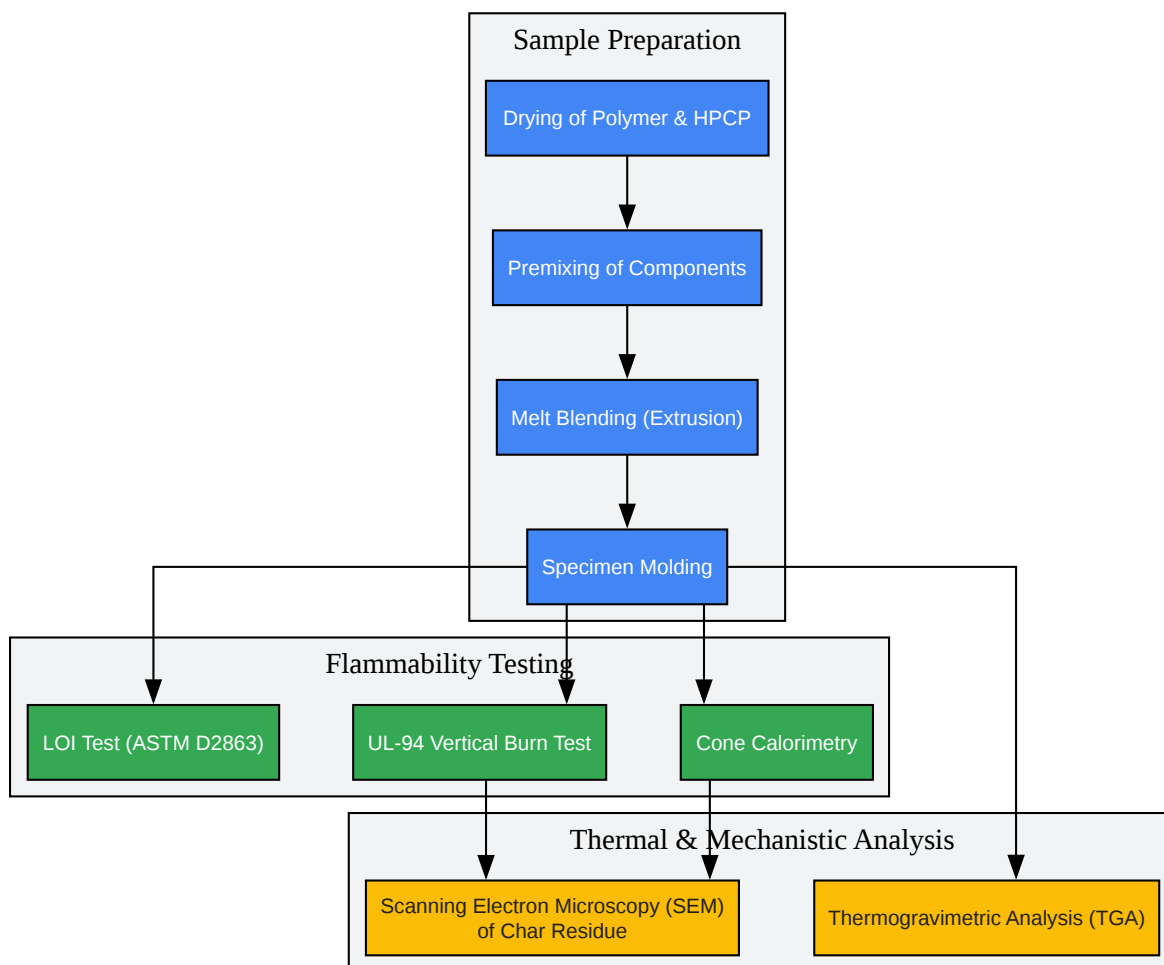 Sample Preparation
Drying of Polymer & HPCP
Premixing of Components
Melt Blending (Extrusion)
Specimen Molding
Flammability Testing
LOI Test (ASTM D2863)
UL-94 Vertical Burn Test
Cone Calorimetry
Thermal & Mechanistic Analysis
Scanning Electron Microscopy (SEM)
of Char Residue
Thermogravimetric Analysis (TGA)